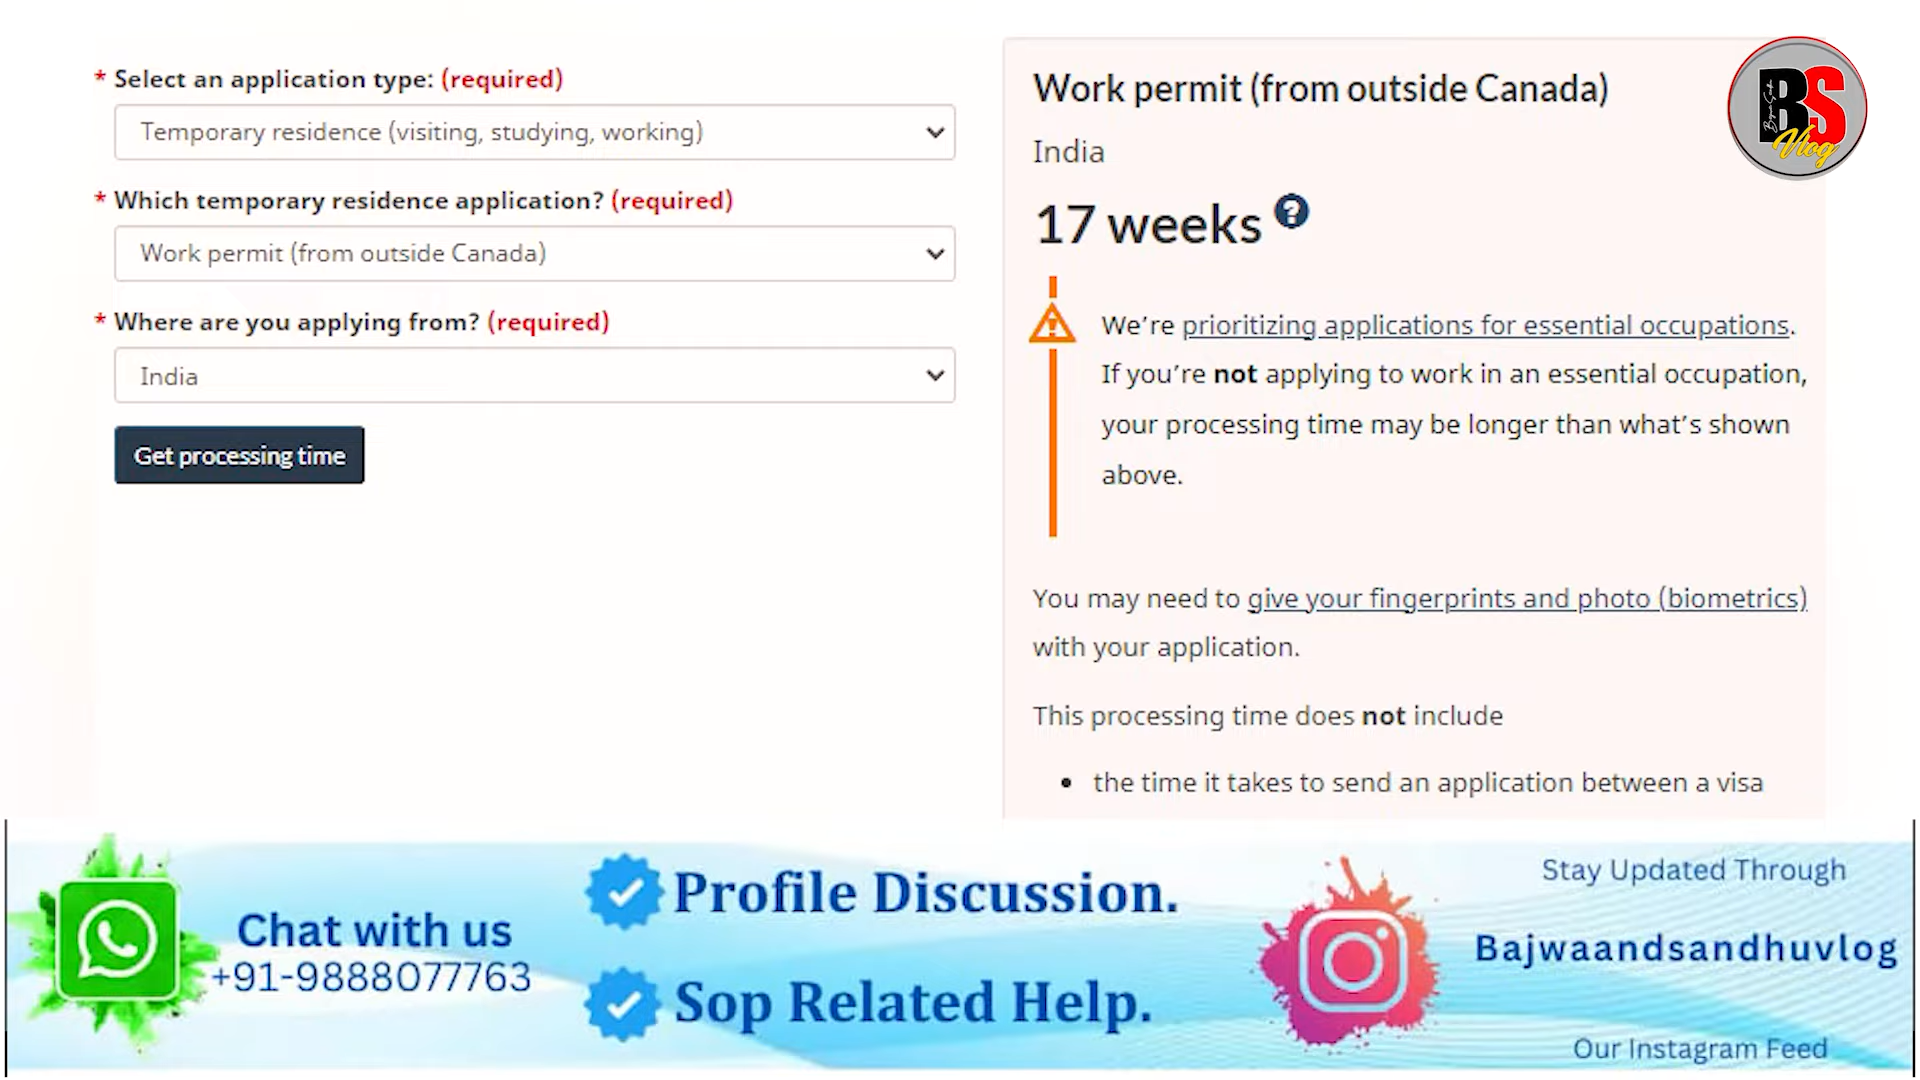 * Select an application type: (required)
Temporary residence (visiting, studying, working)
* Which temporary residence application? (required)
Work permit (from outside Canada)
* Where are you applying from? (required)
India
Get processing time
Work permit (from outside Canada)
India
17 weeks ?
We're prioritizing applications for essential occupations.
If you're not applying to work in an essential occupation,
your processing time may be longer than what's shown
above.
You may need to give your fingerprints and photo (biometrics)
with your application.
This processing time does not include
• the time it takes to send an application between a visa
BS
Vlog
Chat with us
+91-9888077763
Profile Discussion.
Sop Related Help.
Stay Updated Through
Bajwaandsandhuvlog
Our Instagram Feed